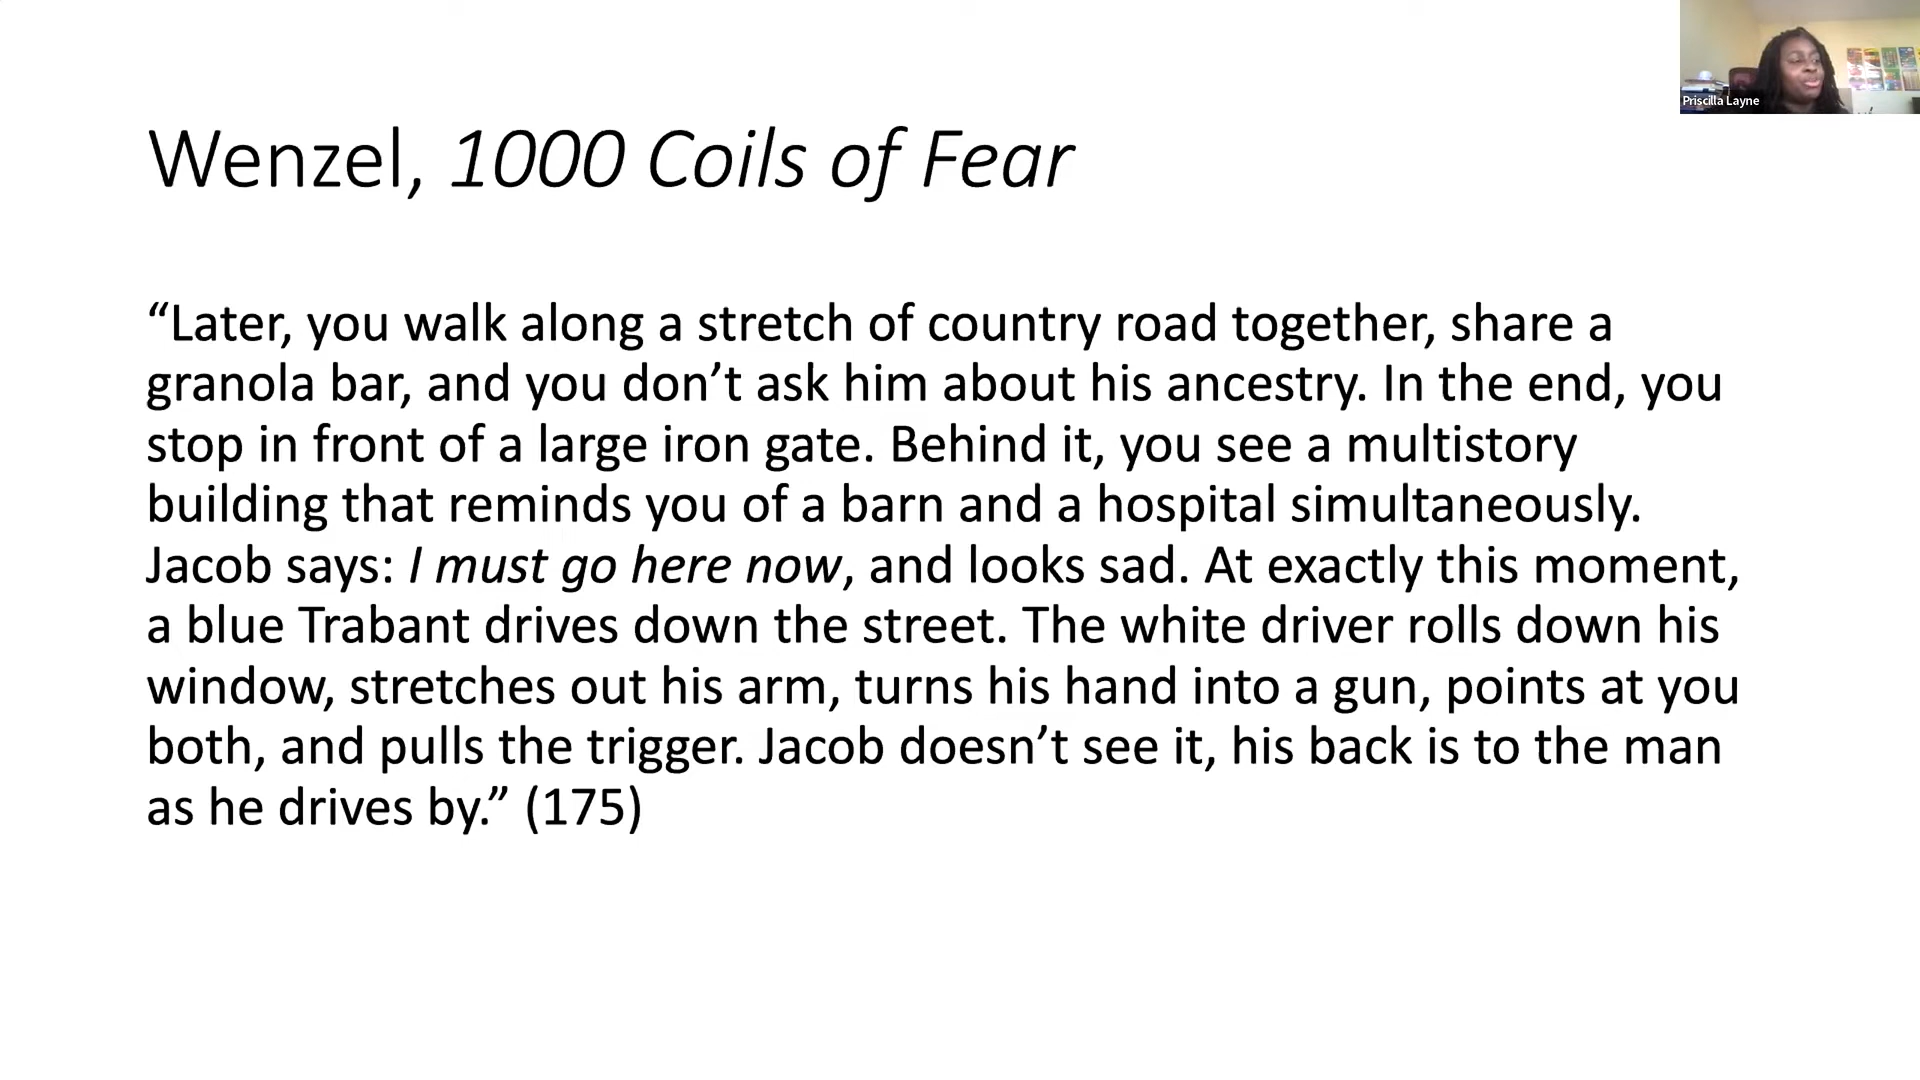 Priscilla Layne
Wenzel, 1000 Coils of Fear
“Later, you walk along a stretch of country road together, share a
granola bar, and you don’t ask him about his ancestry. In the end, you
stop in front of a large iron gate. Behind it, you see a multistory
building that reminds you of a barn and a hospital simultaneously.
Jacob says: I must go here now, and looks sad. At exactly this moment,
a blue Trabant drives down the street. The white driver rolls down his
window, stretches out his arm, turns his hand into a gun, points at you
both, and pulls the trigger. Jacob doesn’t see it, his back is to the man
as he drives by.” (175)